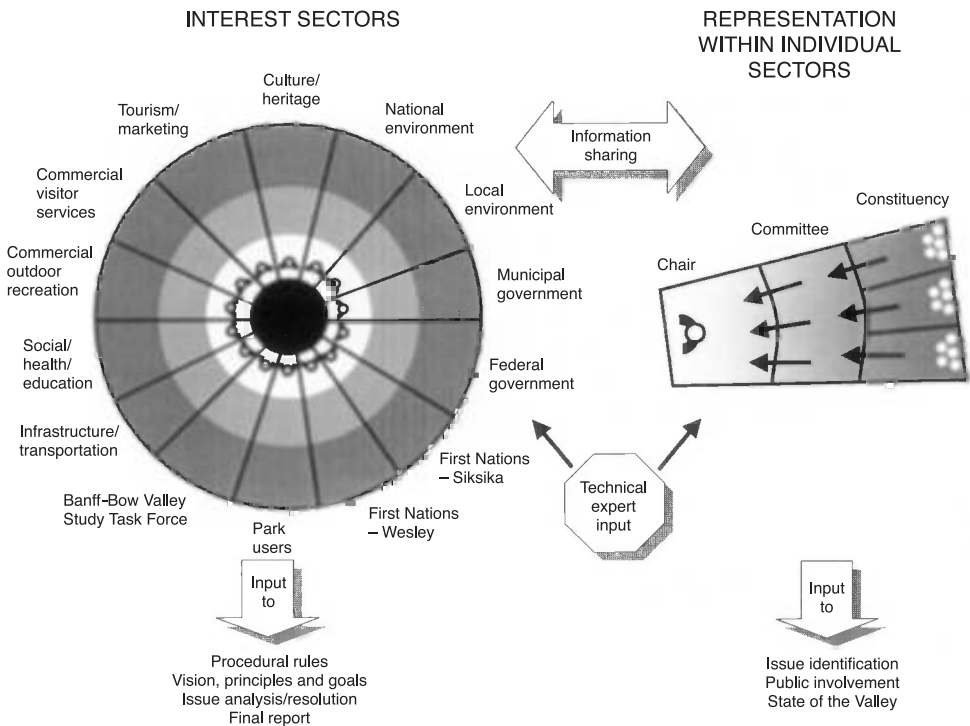 INTEREST SECTORS
REPRESENTATION
WITHIN INDIVIDUAL
SECTORS
Culture/
heritage
Tourism/
marketing
National
environment
Commercial
visitor
services
Local
environment
Commercial
outdoor
recreation
Municipal
government
Social/
health/
education
Federal
government
Infrastructure/
transportation
First Nations
– Siksika
Banff-Bow Valley
Study Task Force
First Nations
– Wesley
Park
users
Information
sharing
Constituency
Committee
Chair
Technical
expert
input
Input
to
Procedural rules
Vision, principles and goals
Issue analysis/resolution
Final report
Input
to
Issue identification
Public involvement
State of the Valley